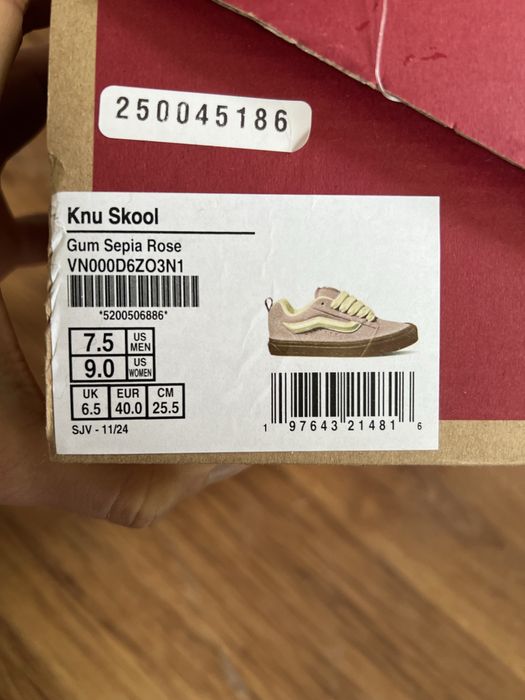 250045186
Knu Skool
Gum Sepia Rose
VN000D6ZO3N1
*5200506886*
7.5 US MEN
9.0 US WOMEN
UK EUR CM
6.5 40.0 25.5
SJV - 11/24
1 97643 21481 6